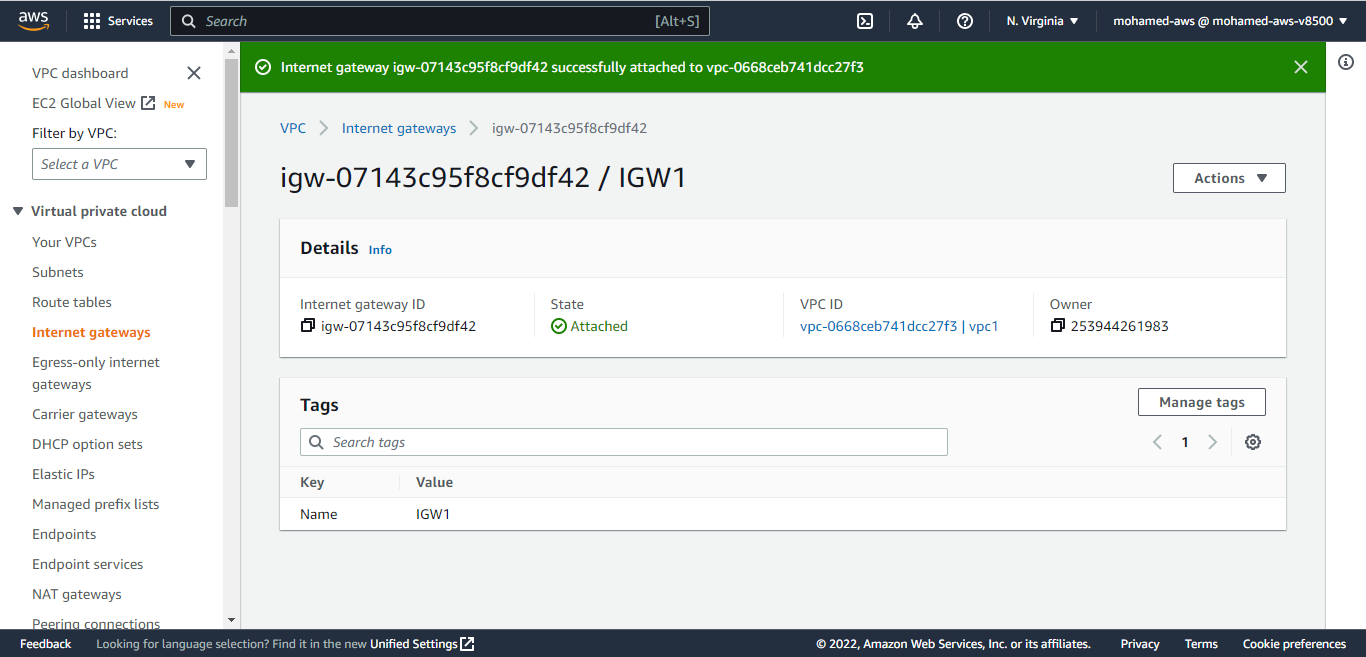 aws
Services
Search [Alt+S]
N. Virginia
mohamed-aws @ mohamed-aws-v8500
VPC dashboard
EC2 Global View New
Filter by VPC:
Select a VPC
Virtual private cloud
Your VPCs
Subnets
Route tables
Internet gateways
Egress-only internet
gateways
Carrier gateways
DHCP option sets
Elastic IPs
Managed prefix lists
Endpoints
Endpoint services
NAT gateways
Peering connections
Internet gateway igw-07143c95f8cf9df42 successfully attached to vpc-0668ceb741dcc27f3
VPC > Internet gateways > igw-07143c95f8cf9df42
igw-07143c95f8cf9df42 / IGW1
Actions
Details Info
Internet gateway ID
igw-07143c95f8cf9df42
State
Attached
VPC ID
vpc-0668ceb741dcc27f3 | vpc1
Owner
253944261983
Tags
Manage tags
Search tags
1
Key Value
Name IGW1
Feedback
Looking for language selection? Find it in the new Unified Settings
© 2022, Amazon Web Services, Inc. or its affiliates.
Privacy
Terms
Cookie preferences